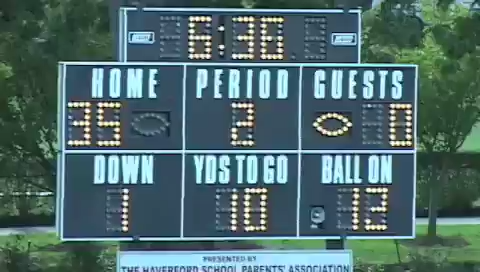 6:36
HOME PERIOD GUESTS
35 2 0
DOWN YDS TO GO BALL ON
1 10 12
PRESENTED BY
THE HAVERFORD SCHOOL PARENTS' ASSOCIATION